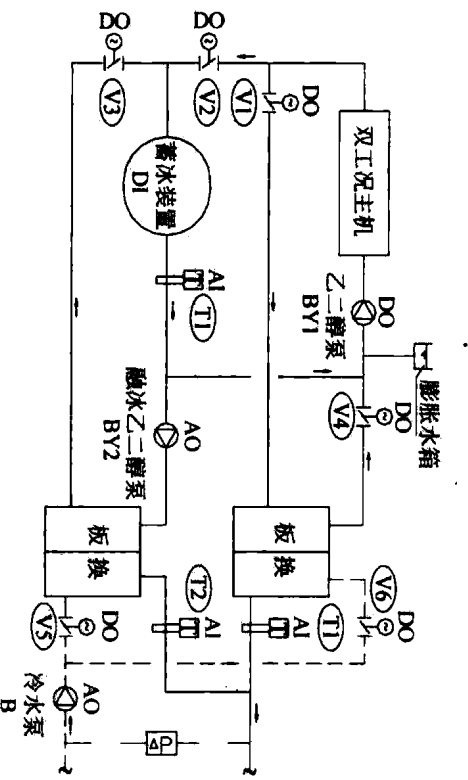 DO
V3
DO
V2
V1
DO
双工况主机
蓄冰装置
DI
AI
T1
乙二醇泵
BY1
DO
膨胀水箱
V4
DO
融冰乙二醇泵
BY2
AO
板换
板换
V6
DO
T2
AI
AI
T1
V5
DO
冷水泵
B
AO
ΔP